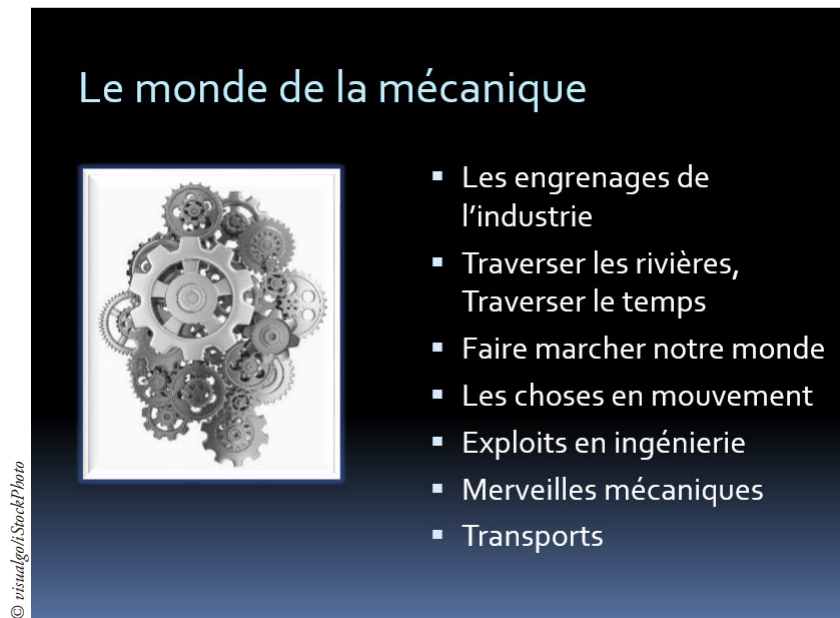 Le monde de la mécanique
▪ Les engrenages de
l'industrie
▪ Traverser les rivières,
Traverser le temps
▪ Faire marcher notre monde
▪ Les choses en mouvement
▪ Exploits en ingénierie
▪ Merveilles mécaniques
▪ Transports
© visualgo/iStockPhoto